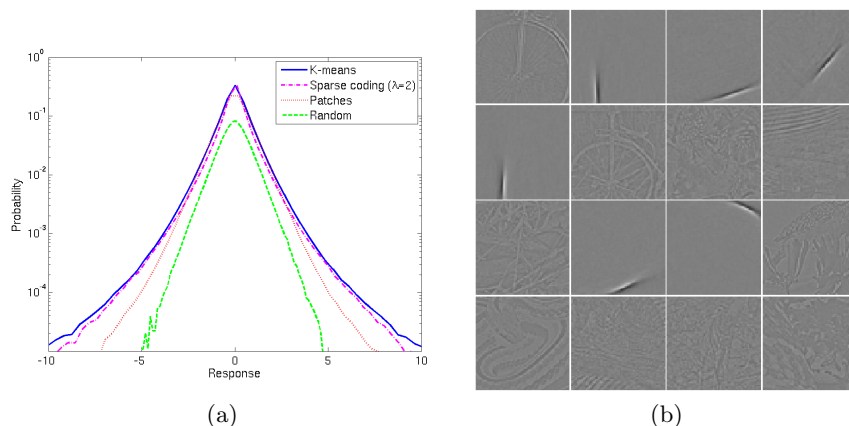 10^0
10^-1
10^-2
10^-3
10^-4
Probability
K-means
Sparse coding (λ=2)
Patches
Random
-10 -5 0 5 10
Response
(a) (b)